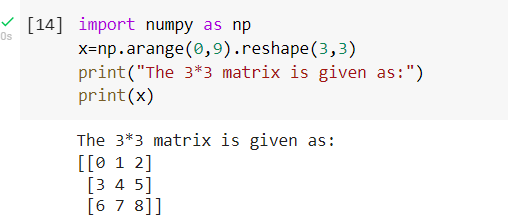 [14] import numpy as np
x=np.arange(0,9).reshape(3,3)
print("The 3*3 matrix is given as:")
print(x)
0s
The 3*3 matrix is given as:
[[0 1 2]
 [3 4 5]
 [6 7 8]]